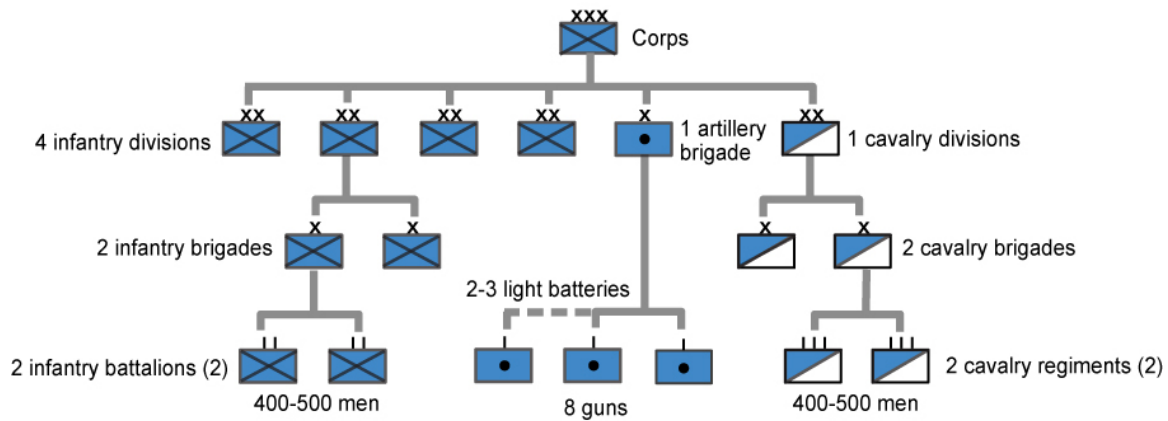 XXX
Corps
XX XX XX XX X XX
4 infantry divisions
1 artillery
brigade
1 cavalry divisions
X X X X
2 infantry brigades
2 cavalry brigades
2-3 light batteries
II II I I I III III
2 infantry battalions (2)
2 cavalry regiments (2)
400-500 men
8 guns
400-500 men